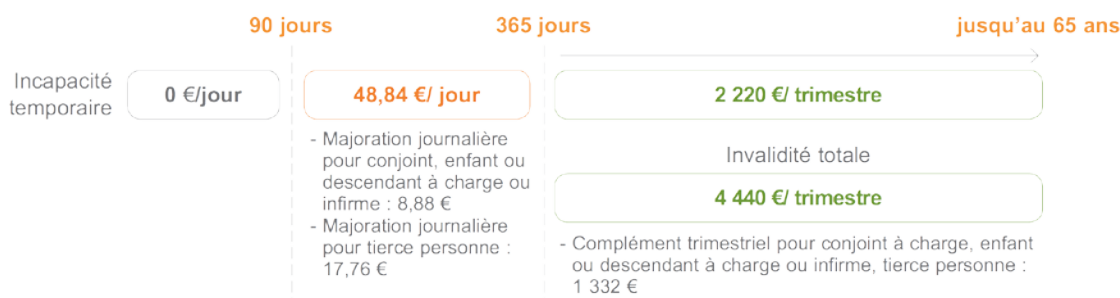 90 jours
365 jours
jusqu'au 65 ans
Incapacité
temporaire
0 €/jour
48,84 €/ jour
2 220 €/ trimestre
- Majoration journalière
pour conjoint, enfant ou
descendant à charge ou
infirme : 8,88 €
- Majoration journalière
pour tierce personne :
17,76 €
Invalidité totale
4 440 €/ trimestre
- Complément trimestriel pour conjoint à charge, enfant
ou descendant à charge ou infirme, tierce personne :
1 332 €